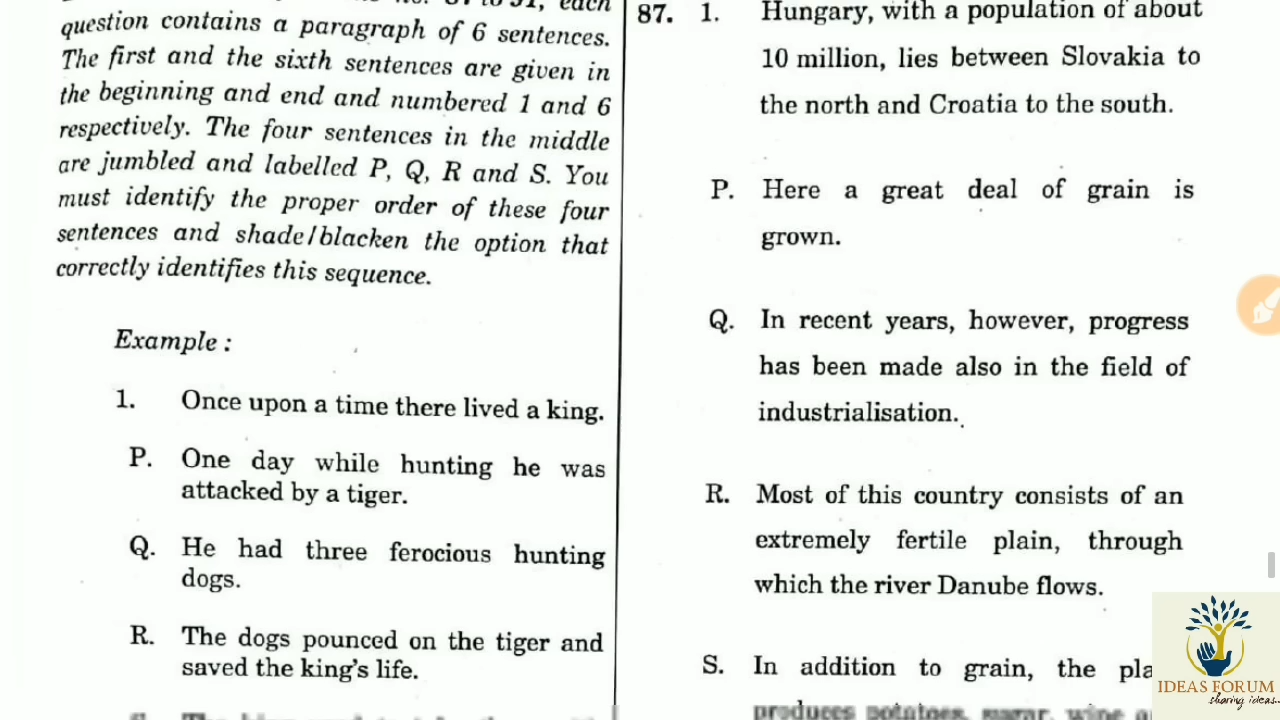 question contains a paragraph of 6 sentences.
The first and the sixth sentences are given in
the beginning and end and numbered 1 and 6
respectively. The four sentences in the middle
are jumbled and labelled P, Q, R and S. You
must identify the proper order of these four
sentences and shade/blacken the option that
correctly identifies this sequence.
Example :
1. Once upon a time there lived a king.
P. One day while hunting he was
attacked by a tiger.
Q. He had three ferocious hunting
dogs.
R. The dogs pounced on the tiger and
saved the king's life.
87. 1. Hungary, with a population of about
10 million, lies between Slovakia to
the north and Croatia to the south.
P. Here a great deal of grain is
grown.
Q. In recent years, however, progress
has been made also in the field of
industrialisation.
R. Most of this country consists of an
extremely fertile plain, through
which the river Danube flows.
S. In addition to grain, the
produces potatoes, sugar, wine
IDEAS FORUM
sharing ideas..